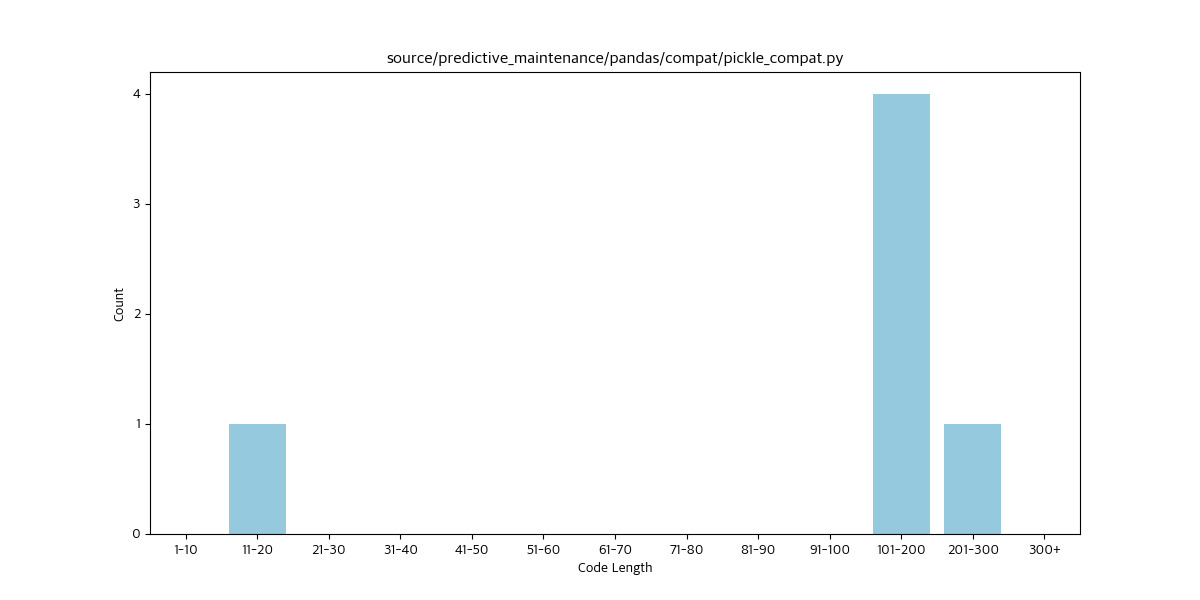 source/predictive_maintenance/pandas/compat/pickle_compat.py
4
3
2
1
0
Count
1-10 11-20 21-30 31-40 41-50 51-60 61-70 71-80 81-90 91-100 101-200 201-300 300+
Code Length